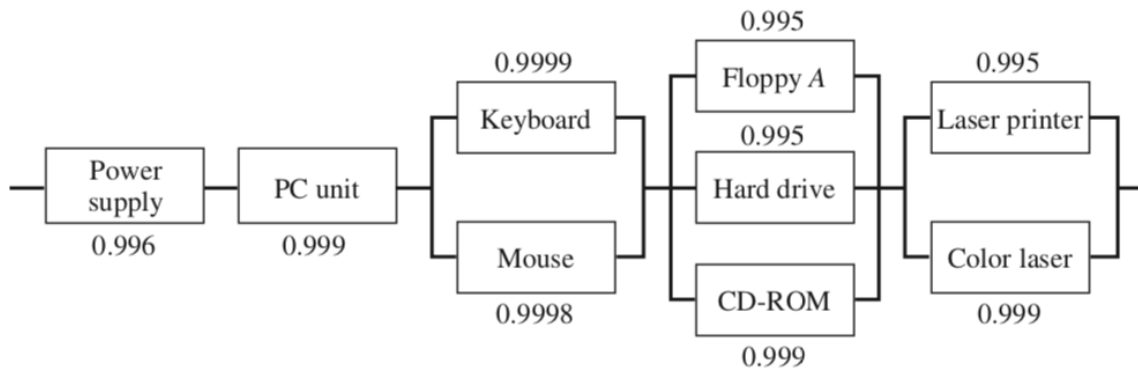 0.995
Floppy A
0.9999
Keyboard
0.995
Laser printer
0.995
Hard drive
Power
supply
0.996
PC unit
0.999
Mouse
0.9998
CD-ROM
0.999
Color laser
0.999